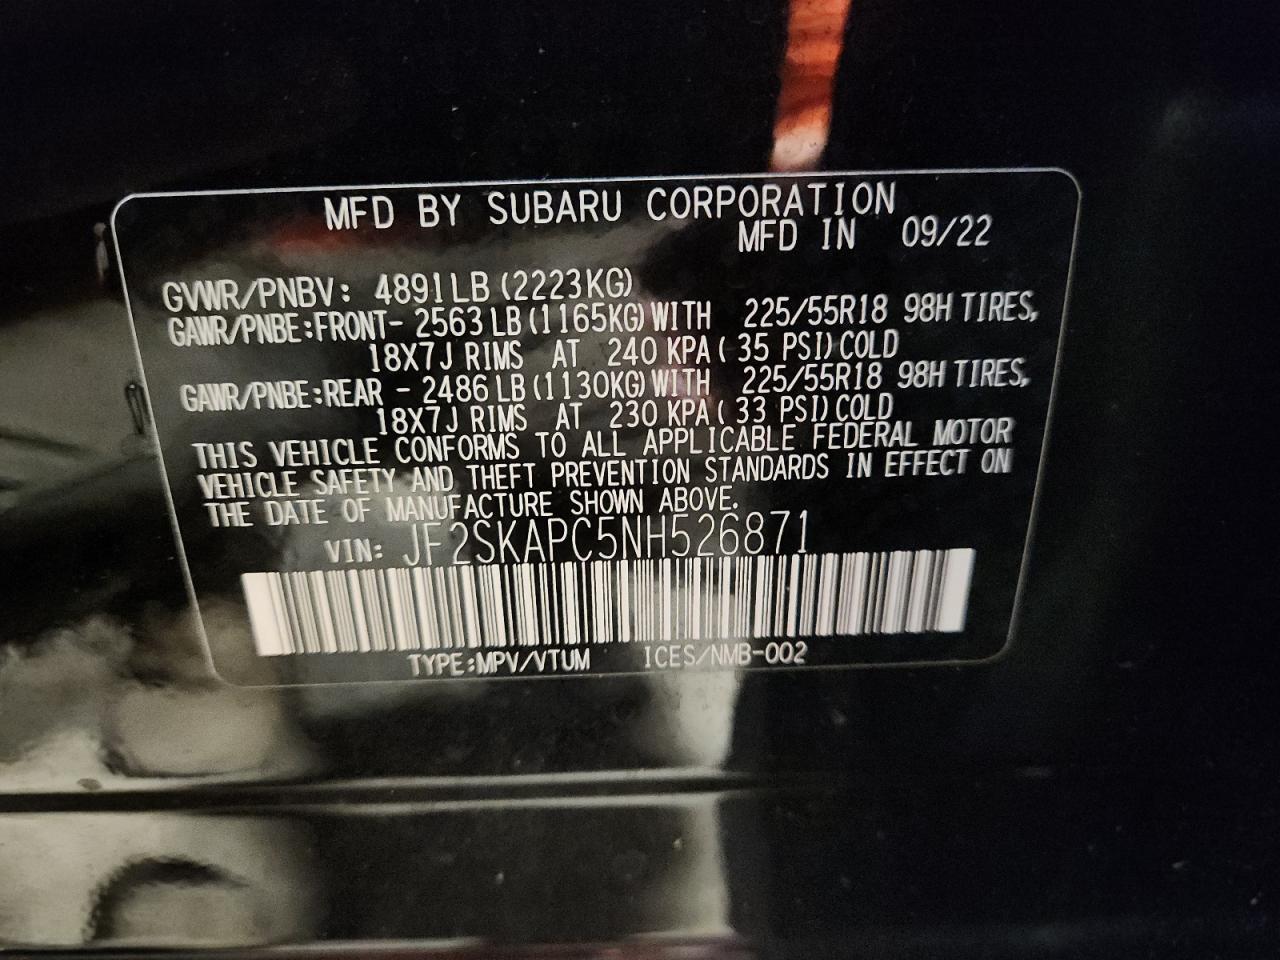 MFD BY SUBARU CORPORATION
MFD IN 09/22
GVWR/PNBV: 4891LB (2223KG)
GAWR/PNBE:FRONT- 2563 LB (1165KG) WITH 225/55R18 98H TIRES,
18X7J RIMS AT 240 KPA ( 35 PSI) COLD
GAWR/PNBE:REAR - 2486 LB (1130KG) WITH 225/55R18 98H TIRES,
18X7J RIMS AT 230 KPA ( 33 PSI) COLD
THIS VEHICLE CONFORMS TO ALL APPLICABLE FEDERAL MOTOR
VEHICLE SAFETY AND THEFT PREVENTION STANDARDS IN EFFECT ON
THE DATE OF MANUFACTURE SHOWN ABOVE.
VIN: JF2SKAPC5NH526871
TYPE:MPV/VTUM ICES/NMB-002